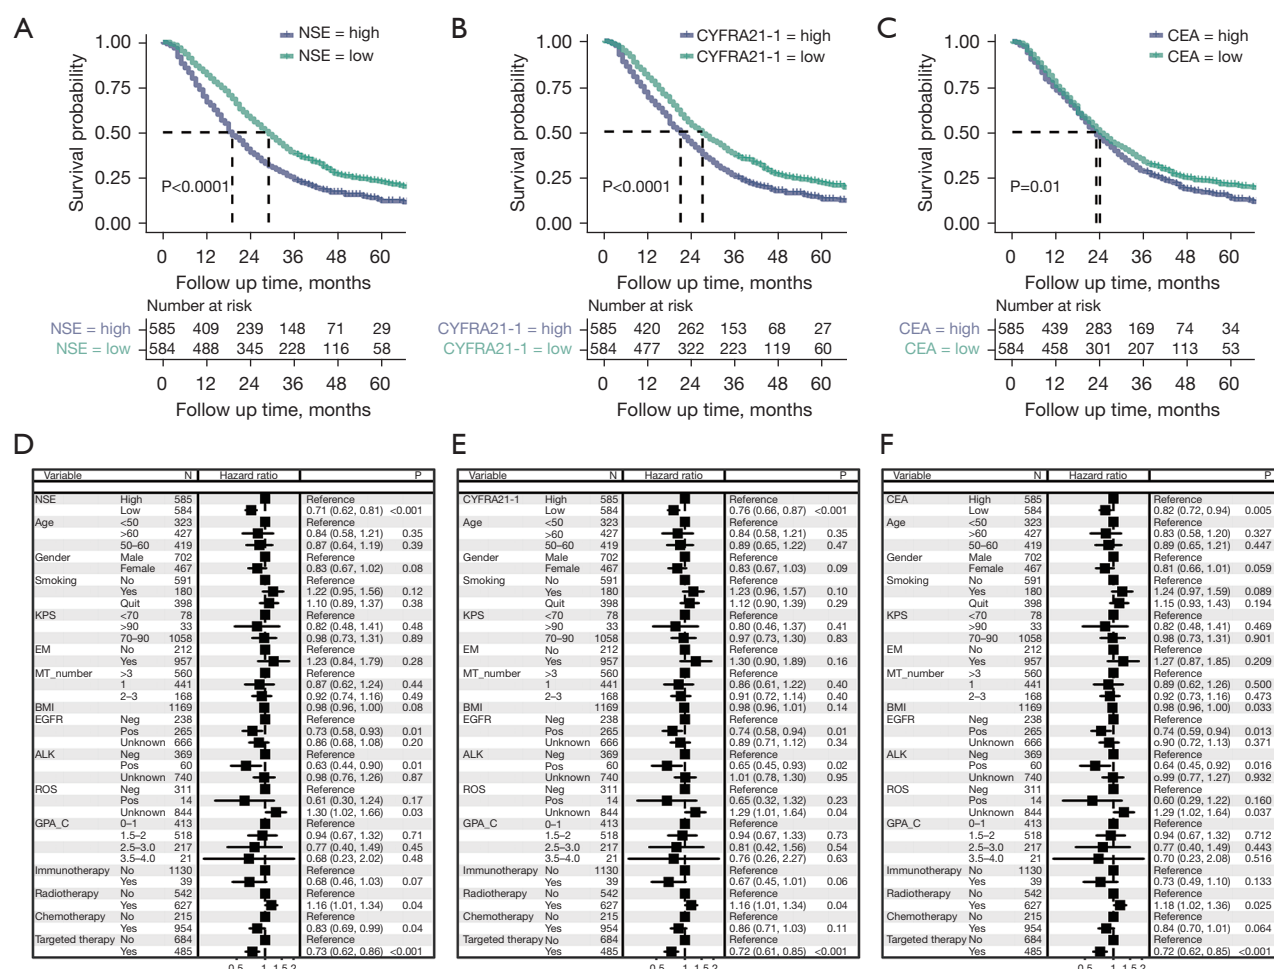 A
NSE = high
NSE = low
Survival probability
1.00
0.75
0.50
0.25
0.00
P<0.0001
0 12 24 36 48 60
Follow up time, months
Number at risk
NSE = high 585 409 239 148 71 29
NSE = low 584 488 345 228 116 58
0 12 24 36 48 60
Follow up time, months
B
CYFRA21-1 = high
CYFRA21-1 = low
Survival probability
1.00
0.75
0.50
0.25
0.00
P<0.0001
0 12 24 36 48 60
Follow up time, months
Number at risk
CYFRA21-1 = high 585 420 262 153 68 27
CYFRA21-1 = low 584 477 322 223 119 60
0 12 24 36 48 60
Follow up time, months
C
CEA = high
CEA = low
Survival probability
1.00
0.75
0.50
0.25
0.00
P=0.01
0 12 24 36 48 60
Follow up time, months
Number at risk
CEA = high 585 439 283 169 74 34
CEA = low 584 458 301 207 113 53
0 12 24 36 48 60
Follow up time, months
D
Variable N Hazard ratio P
NSE High 585 Reference
Low 584 0.71 (0.62, 0.81) <0.001
Age <50 323 Reference
>60 427 0.84 (0.58, 1.21) 0.35
50–60 419 0.87 (0.64, 1.19) 0.39
Gender Male 702 Reference
Female 467 0.83 (0.67, 1.02) 0.08
Smoking No 591 Reference
Yes 180 1.22 (0.95, 1.56) 0.12
Quit 398 1.10 (0.89, 1.37) 0.38
KPS <70 78 Reference
>90 33 0.82 (0.48, 1.41) 0.48
70–90 1058 0.98 (0.73, 1.31) 0.89
EM No 212 Reference
Yes 957 1.23 (0.84, 1.79) 0.28
MT_number >3 560 Reference
1 441 0.87 (0.62, 1.24) 0.44
2–3 168 0.92 (0.74, 1.16) 0.49
BMI 1169 0.98 (0.96, 1.00) 0.08
EGFR Neg 238 Reference
Pos 265 0.73 (0.58, 0.93) 0.01
Unknown 666 0.86 (0.68, 1.08) 0.20
ALK Neg 369 Reference
Pos 60 0.63 (0.44, 0.90) 0.01
Unknown 740 0.98 (0.76, 1.26) 0.87
ROS Neg 311 Reference
Pos 14 0.61 (0.30, 1.24) 0.17
Unknown 844 1.30 (1.02, 1.66) 0.03
GPA_C 0–1 413 Reference
1.5–2 518 0.94 (0.67, 1.32) 0.71
2.5–3.0 217 0.77 (0.40, 1.49) 0.45
3.5–4.0 21 0.68 (0.23, 2.02) 0.48
Immunotherapy No 1130 Reference
Yes 39 0.68 (0.46, 1.03) 0.07
Radiotherapy No 542 Reference
Yes 627 1.16 (1.01, 1.34) 0.04
Chemotherapy No 215 Reference
Yes 954 0.83 (0.69, 0.99) 0.04
Targeted therapy No 684 Reference
Yes 485 0.73 (0.62, 0.86) <0.001
E
Variable N Hazard ratio P
CYFRA21-1 High 585 Reference
Low 584 0.76 (0.66, 0.87) <0.001
Age <50 323 Reference
>60 427 0.84 (0.58, 1.21) 0.35
50–60 419 0.89 (0.65, 1.22) 0.47
Gender Male 702 Reference
Female 467 0.83 (0.67, 1.03) 0.09
Smoking No 591 Reference
Yes 180 1.23 (0.96, 1.57) 0.10
Quit 398 1.12 (0.90, 1.39) 0.29
KPS <70 78 Reference
>90 33 0.80 (0.46, 1.37) 0.41
70–90 1058 0.97 (0.73, 1.30) 0.83
EM No 212 Reference
Yes 957 1.30 (0.90, 1.89) 0.16
MT_number >3 560 Reference
1 441 0.86 (0.61, 1.22) 0.40
2–3 168 0.91 (0.72, 1.14) 0.40
BMI 1169 0.98 (0.96, 1.01) 0.14
EGFR Neg 238 Reference
Pos 265 0.74 (0.58, 0.94) 0.01
Unknown 666 0.89 (0.71, 1.12) 0.34
ALK Neg 369 Reference
Pos 60 0.65 (0.45, 0.93) 0.02
Unknown 740 1.01 (0.78, 1.30) 0.95
ROS Neg 311 Reference
Pos 14 0.65 (0.32, 1.32) 0.23
Unknown 844 1.29 (1.01, 1.64) 0.04
GPA_C 0–1 413 Reference
1.5–2 518 0.94 (0.67, 1.33) 0.73
2.5–3.0 217 0.81 (0.42, 1.56) 0.54
3.5–4.0 21 0.76 (0.26, 2.27) 0.63
Immunotherapy No 1130 Reference
Yes 39 0.67 (0.45, 1.01) 0.06
Radiotherapy No 542 Reference
Yes 627 1.16 (1.01, 1.34) 0.04
Chemotherapy No 215 Reference
Yes 954 0.86 (0.71, 1.03) 0.11
Targeted therapy No 684 Reference
Yes 485 0.72 (0.61, 0.85) <0.001
F
Variable N Hazard ratio P
CEA High 585 Reference
Low 584 0.82 (0.72, 0.94) 0.005
Age <50 323 Reference
>60 427 0.83 (0.58, 1.20) 0.327
50–60 419 0.89 (0.65, 1.21) 0.447
Gender Male 702 Reference
Female 467 0.81 (0.66, 1.01) 0.059
Smoking No 591 Reference
Yes 180 1.24 (0.97, 1.59) 0.089
Quit 398 1.15 (0.93, 1.43) 0.194
KPS <70 78 Reference
>90 33 0.82 (0.48, 1.41) 0.469
70–90 1058 0.98 (0.73, 1.31) 0.901
EM No 212 Reference
Yes 957 1.27 (0.87, 1.85) 0.209
MT_number >3 560 Reference
1 441 0.89 (0.62, 1.26) 0.500
2–3 168 0.92 (0.73, 1.16) 0.473
BMI 1169 0.98 (0.96, 1.00) 0.033
EGFR Neg 238 Reference
Pos 265 0.74 (0.59, 0.94) 0.013
Unknown 666 o.90 (0.72, 1.13) 0.371
ALK Neg 369 Reference
Pos 60 0.64 (0.45, 0.92) 0.016
Unknown 740 o.99 (0.77, 1.27) 0.932
ROS Neg 311 Reference
Pos 14 0.60 (0.29, 1.22) 0.160
Unknown 844 1.29 (1.02, 1.64) 0.037
GPA_C 0–1 413 Reference
1.5–2 518 0.94 (0.67, 1.32) 0.712
2.5–3.0 217 0.77 (0.40, 1.49) 0.443
3.5–4.0 21 0.70 (0.23, 2.08) 0.516
Immunotherapy No 1130 Reference
Yes 39 0.73 (0.49, 1.10) 0.133
Radiotherapy No 542 Reference
Yes 627 1.18 (1.02, 1.36) 0.025
Chemotherapy No 215 Reference
Yes 954 0.84 (0.70, 1.01) 0.064
Targeted therapy No 684 Reference
Yes 485 0.72 (0.62, 0.85) <0.001